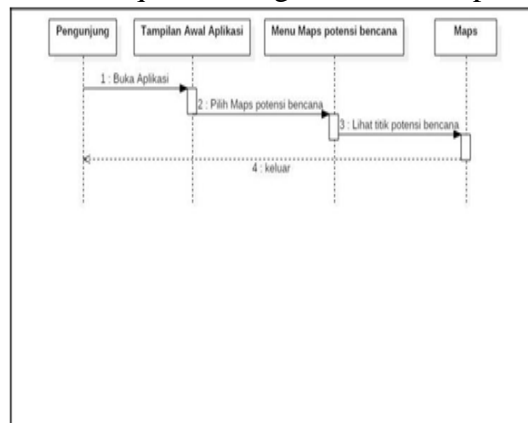 Pengunjung
Tampilan Awal Aplikasi
Menu Maps potensi bencana
Maps
1 : Buka Aplikasi
2 : Pilih Maps potensi bencana
3 : Lihat titik potensi bencana
4 : keluar